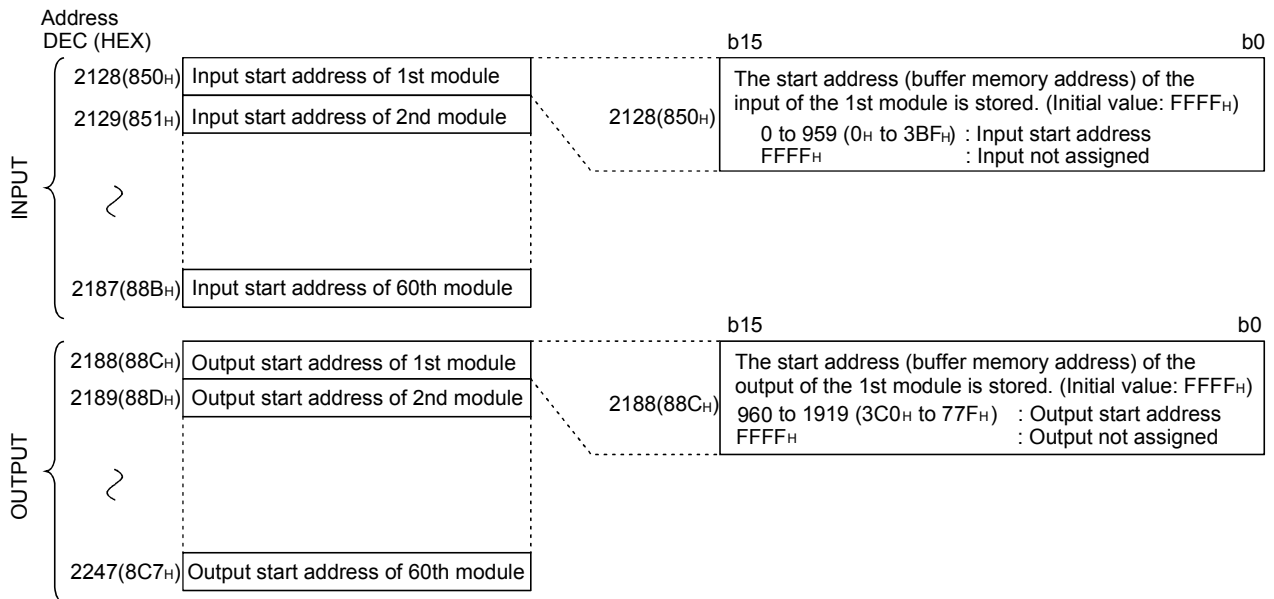 Address
DEC (HEX)
INPUT
2128(850H) Input start address of 1st module
2129(851H) Input start address of 2nd module
2187(88BH) Input start address of 60th module
b15 b0
2128(850H)
The start address (buffer memory address) of the
input of the 1st module is stored. (Initial value: FFFFH)
0 to 959 (0H to 3BFH) : Input start address
FFFFH : Input not assigned
OUTPUT
2188(88CH) Output start address of 1st module
2189(88DH) Output start address of 2nd module
2247(8C7H) Output start address of 60th module
b15 b0
2188(88CH)
The start address (buffer memory address) of the
output of the 1st module is stored. (Initial value: FFFFH)
960 to 1919 (3C0H to 77FH) : Output start address
FFFFH : Output not assigned